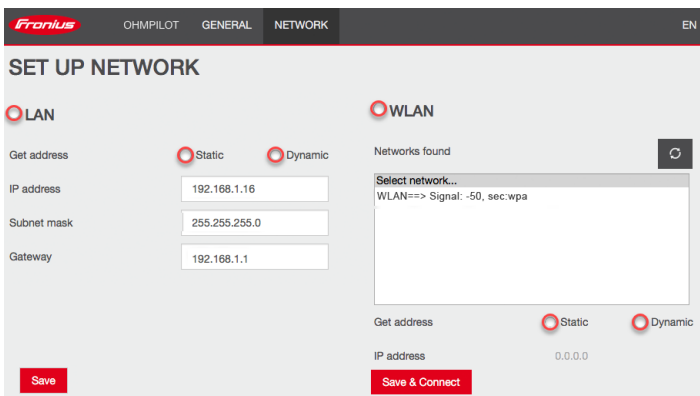 Fronius OHMPILOT GENERAL NETWORK EN
SET UP NETWORK
LAN
Get address Static Dynamic
IP address 192.168.1.16
Subnet mask 255.255.255.0
Gateway 192.168.1.1
Save
WLAN
Networks found
Select network...
WLAN==> Signal: -50, sec:wpa
Get address Static Dynamic
IP address 0.0.0.0
Save & Connect